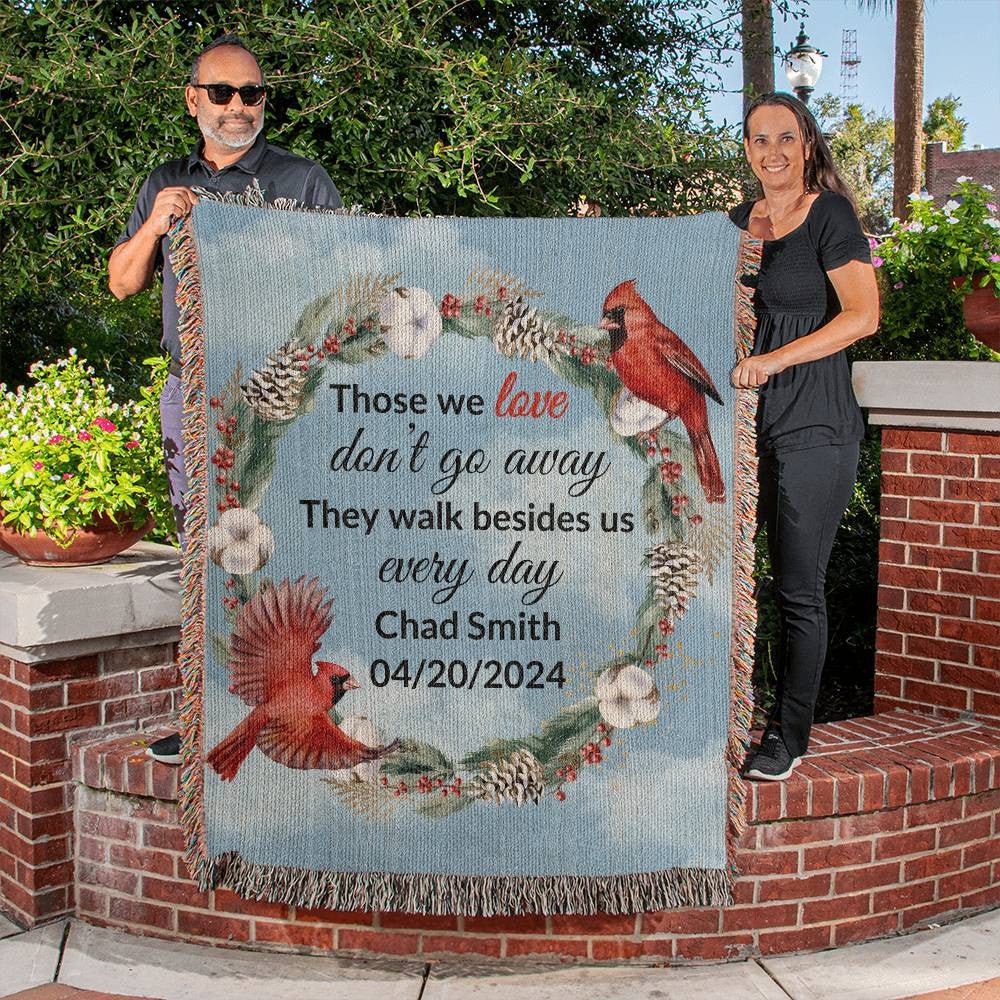 Those we love
don't go away
They walk besides us
every day
Chad Smith
04/20/2024